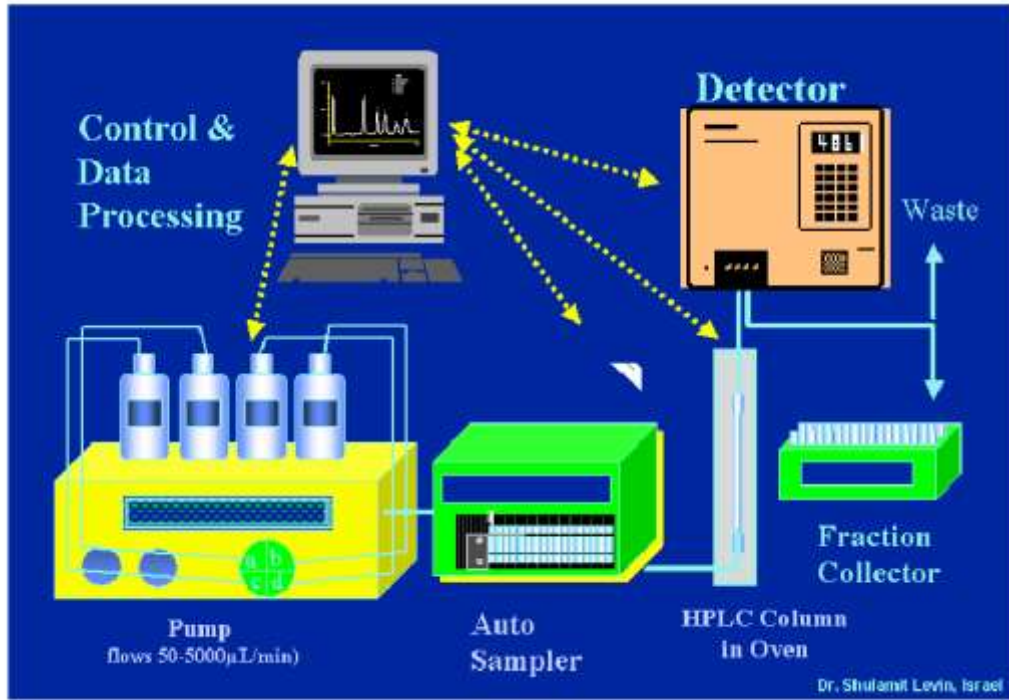 Control &
Data
Processing
Detector
486
Waste
a b
c d
Pump
flows 50-5000µL/min)
Auto
Sampler
HPLC Column
in Oven
Fraction
Collector
Dr. Shulamit Levin, Israel